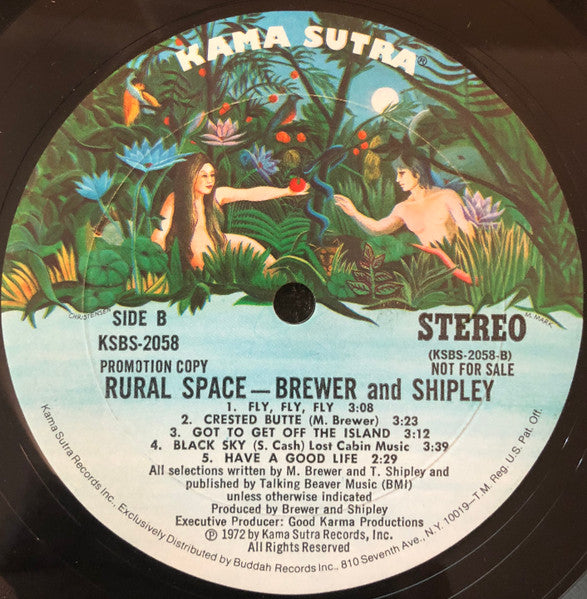 KAMA SUTRA®
CHRISTENSEN
M. MARK
SIDE B
KSBS-2058
PROMOTION COPY
STEREO
(KSBS-2058-B)
NOT FOR SALE
RURAL SPACE—BREWER and SHIPLEY
1. FLY, FLY, FLY 3:08
2. CRESTED BUTTE (M. Brewer) 3:23
3. GOT TO GET OFF THE ISLAND 3:12
4. BLACK SKY (S. Cash) Lost Cabin Music 3:39
5. HAVE A GOOD LIFE 2:29
All selections written by M. Brewer and T. Shipley and
published by Talking Beaver Music (BMI)
unless otherwise indicated
Produced by Brewer and Shipley
Executive Producer: Good Karma Productions
℗ 1972 by Kama Sutra Records, Inc.
All Rights Reserved
Kama Sutra Records Inc., Exclusively Distributed by Buddah Records Inc., 810 Seventh Ave., N.Y. 10019—T.M. Reg. U.S. Pat. Off.